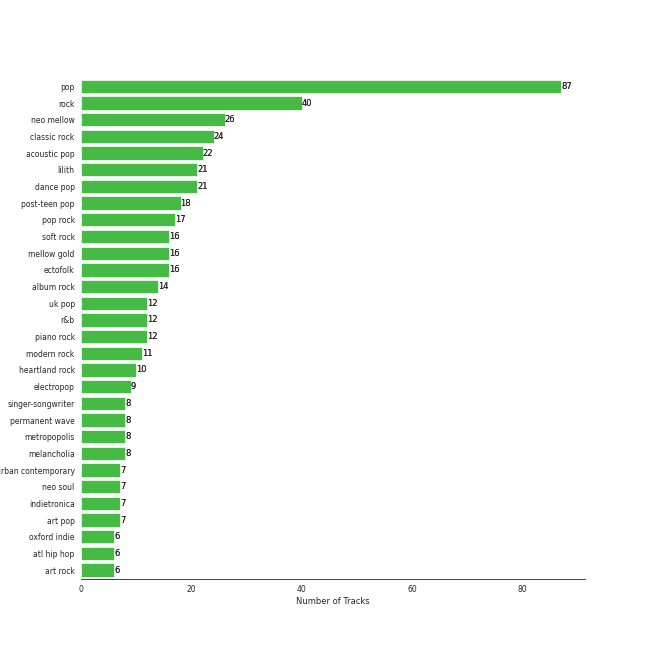 pop 87
rock 40
neo mellow 26
classic rock 24
acoustic pop 22
lilith 21
dance pop 21
post-teen pop 18
pop rock 17
soft rock 16
mellow gold 16
ectofolk 16
album rock 14
uk pop 12
r&b 12
piano rock 12
modern rock 11
heartland rock 10
electropop 9
singer-songwriter 8
permanent wave 8
metropopolis 8
melancholia 8
rban contemporary 7
neo soul 7
indietronica 7
art pop 7
oxford indie 6
atl hip hop 6
art rock 6
0 20 40 60 80
Number of Tracks